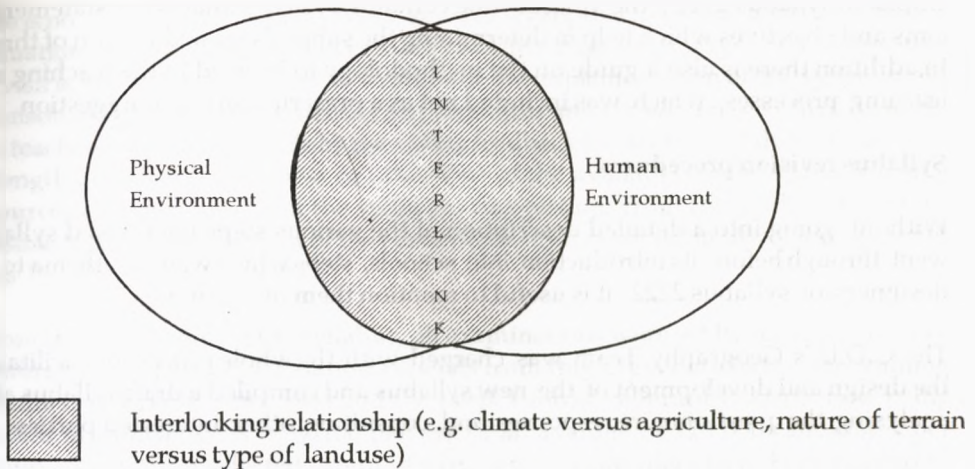 Physical
Environment
I
N
T
E
R
L
I
N
K
Human
Environment
Interlocking relationship (e.g. climate versus agriculture, nature of terrain
versus type of landuse)